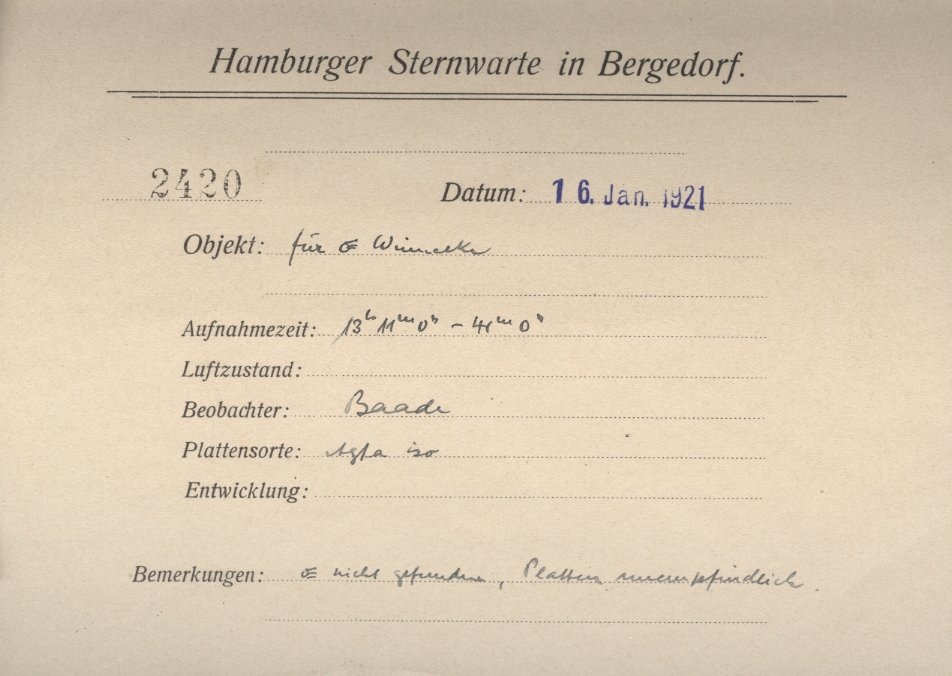 Hamburger Sternwarte in Bergedorf.
2420 Datum: 16. Jan. 1921
Objekt: für ☄ Winnecke
Aufnahmezeit: 13ʰ 11ᵐ 0ˢ – 41ᵐ 0ˢ
Luftzustand:
Beobachter: Baade
Plattensorte: Agfa iso
Entwicklung:
Bemerkungen: ☄ nicht gefunden, Platten unempfindlich.